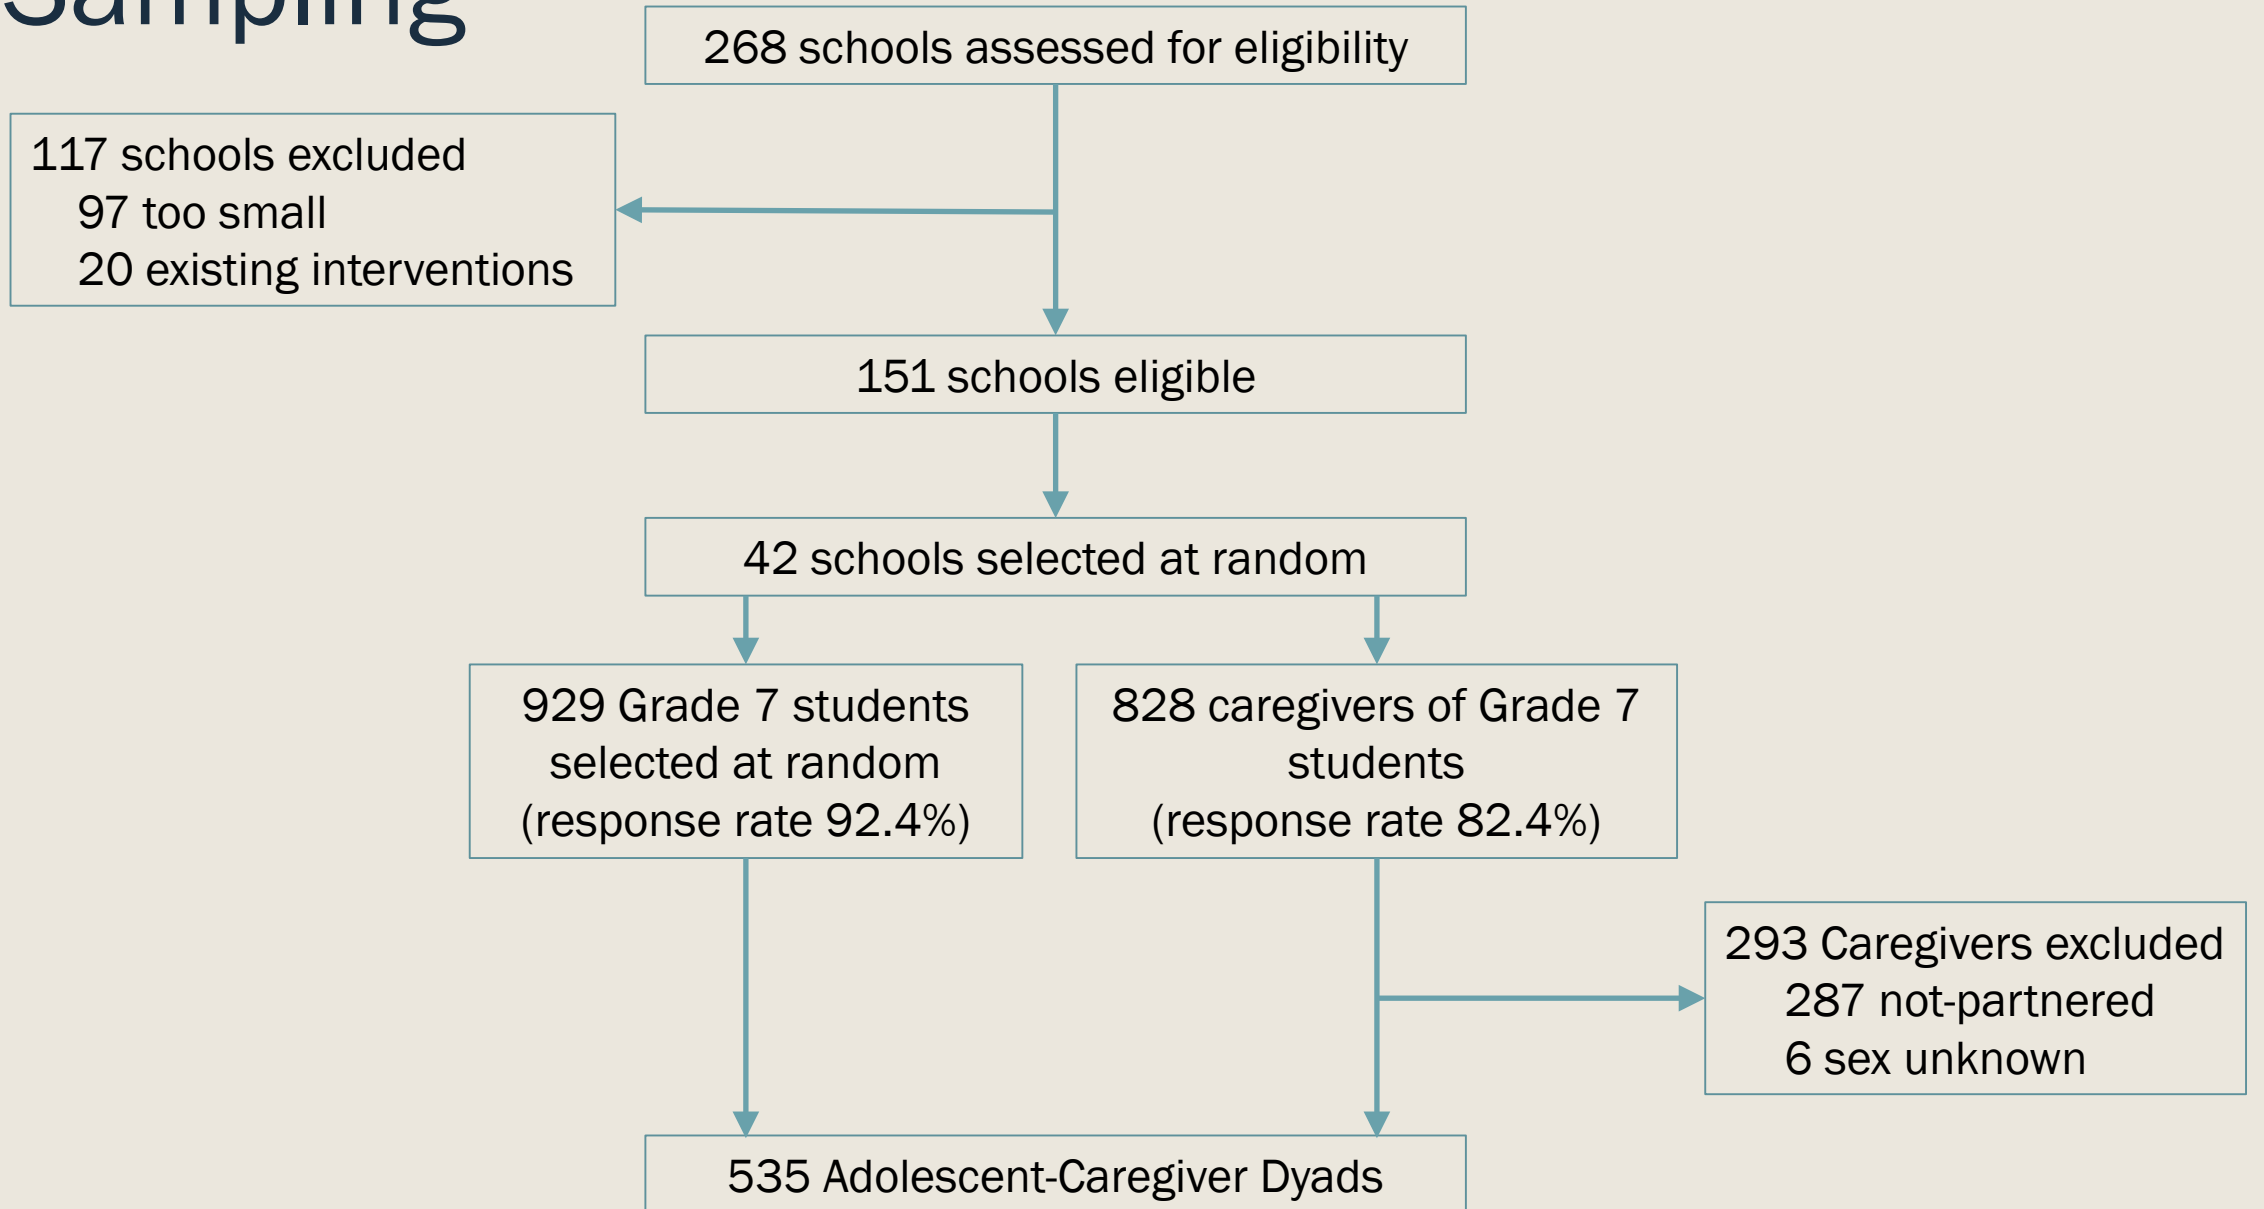 Sampling
268 schools assessed for eligibility
117 schools excluded
97 too small
20 existing interventions
151 schools eligible
42 schools selected at random
929 Grade 7 students
selected at random
(response rate 92.4%)
828 caregivers of Grade 7
students
(response rate 82.4%)
293 Caregivers excluded
287 not-partnered
6 sex unknown
535 Adolescent-Caregiver Dyads